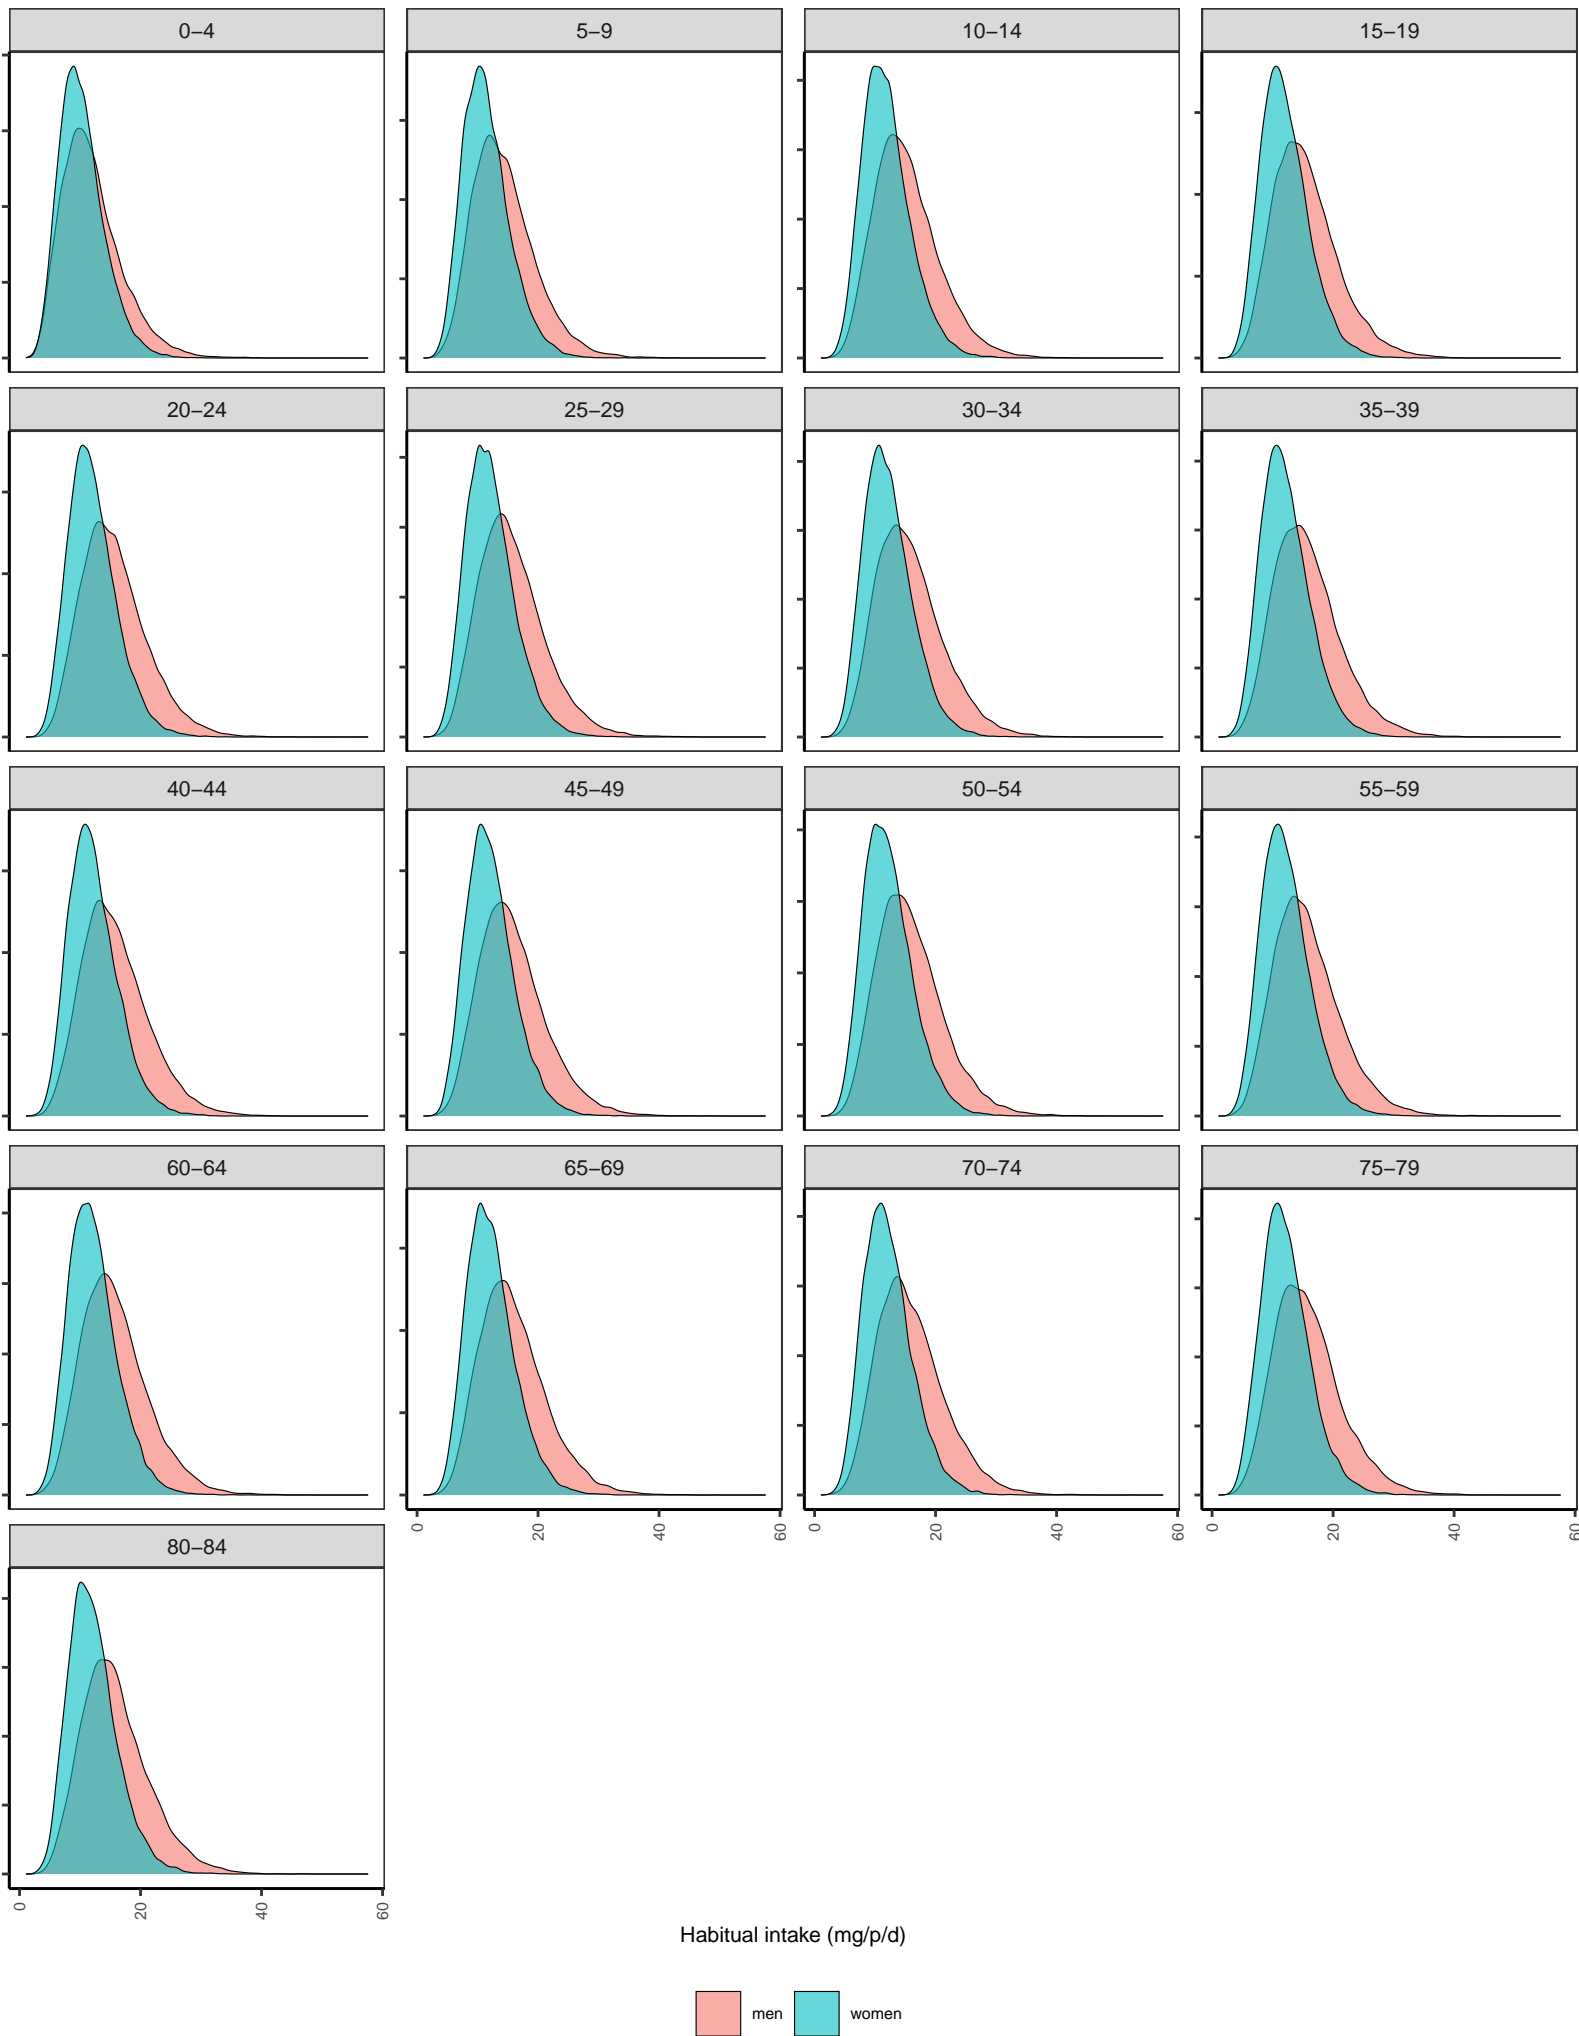 0–4 5–9 10–14 15–19
20–24 25–29 30–34 35–39
40–44 45–49 50–54 55–59
60–64 65–69 70–74 75–79
0 20 40 60 0 20 40 60 0 20 40 60
80–84
0 20 40 60
Habitual intake (mg/p/d)
men women